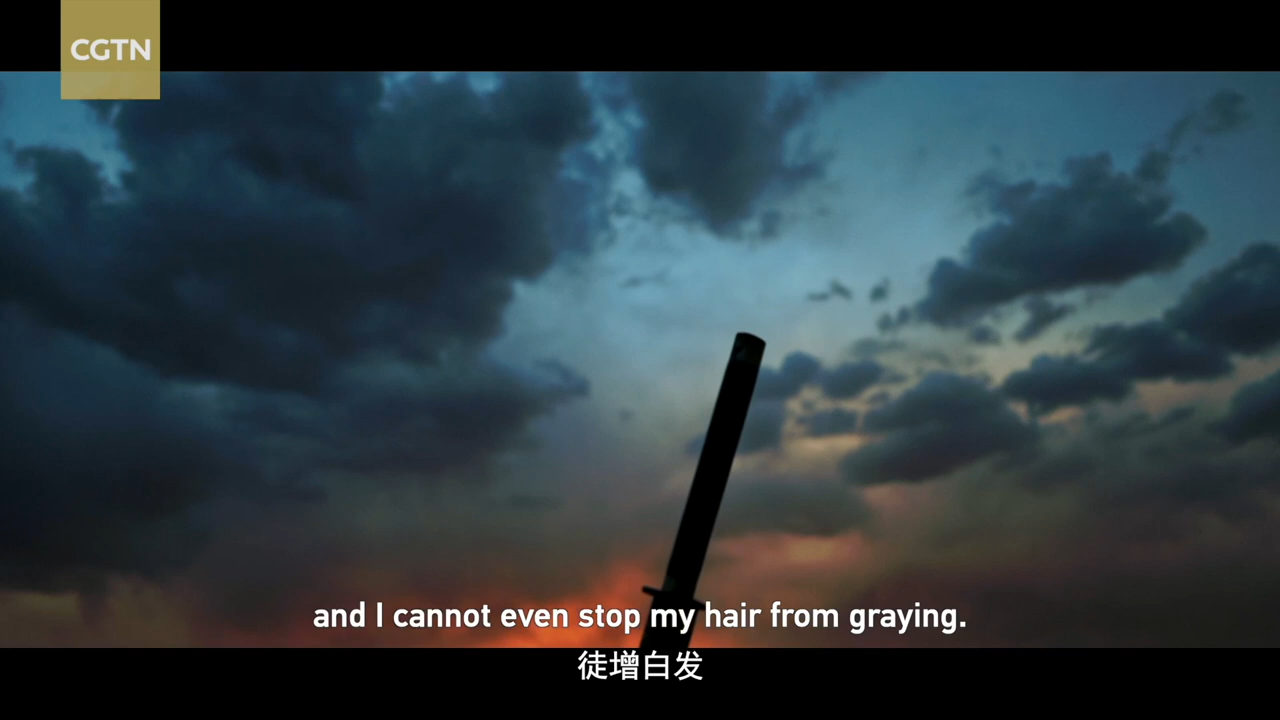 CGTN
and I cannot even stop my hair from graying.
徒增白发